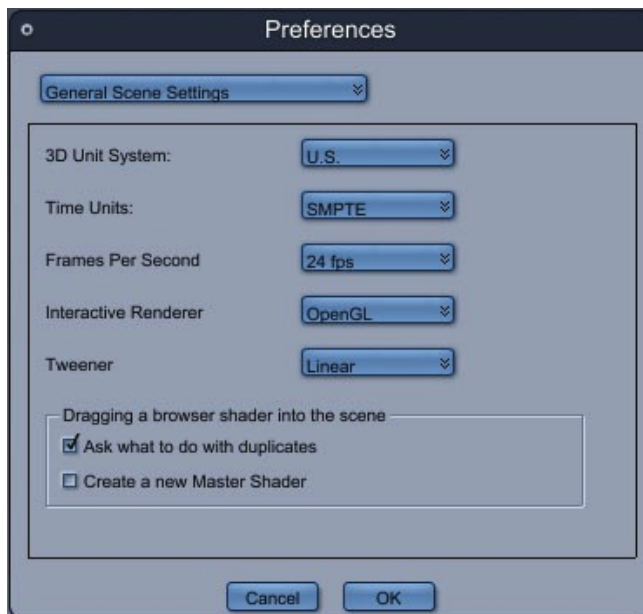 Preferences
General Scene Settings
3D Unit System: U.S.
Time Units: SMPTE
Frames Per Second 24 fps
Interactive Renderer OpenGL
Tweener Linear
Dragging a browser shader into the scene
Ask what to do with duplicates
Create a new Master Shader
Cancel OK